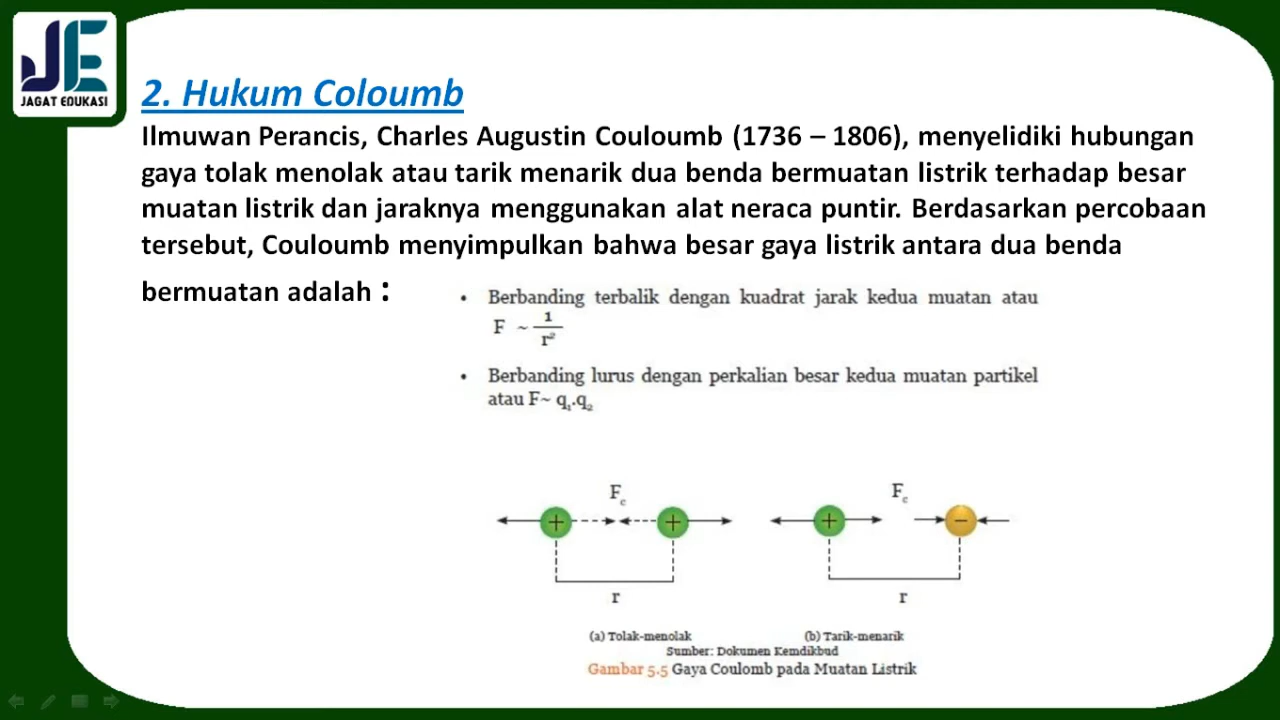 JE
JAGAT EDUKASI
2. Hukum Coloumb
Ilmuwan Perancis, Charles Augustin Couloumb (1736 – 1806), menyelidiki hubungan
gaya tolak menolak atau tarik menarik dua benda bermuatan listrik terhadap besar
muatan listrik dan jaraknya menggunakan alat neraca puntir. Berdasarkan percobaan
tersebut, Couloumb menyimpulkan bahwa besar gaya listrik antara dua benda
bermuatan adalah :
• Berbanding terbalik dengan kuadrat jarak kedua muatan atau
F ~ 1/r²
• Berbanding lurus dengan perkalian besar kedua muatan partikel
atau F~ q₁.q₂
Fc Fc
+ + + −
r r
(a) Tolak-menolak (b) Tarik-menarik
Sumber: Dokumen Kemdikbud
Gambar 5.5 Gaya Coulomb pada Muatan Listrik